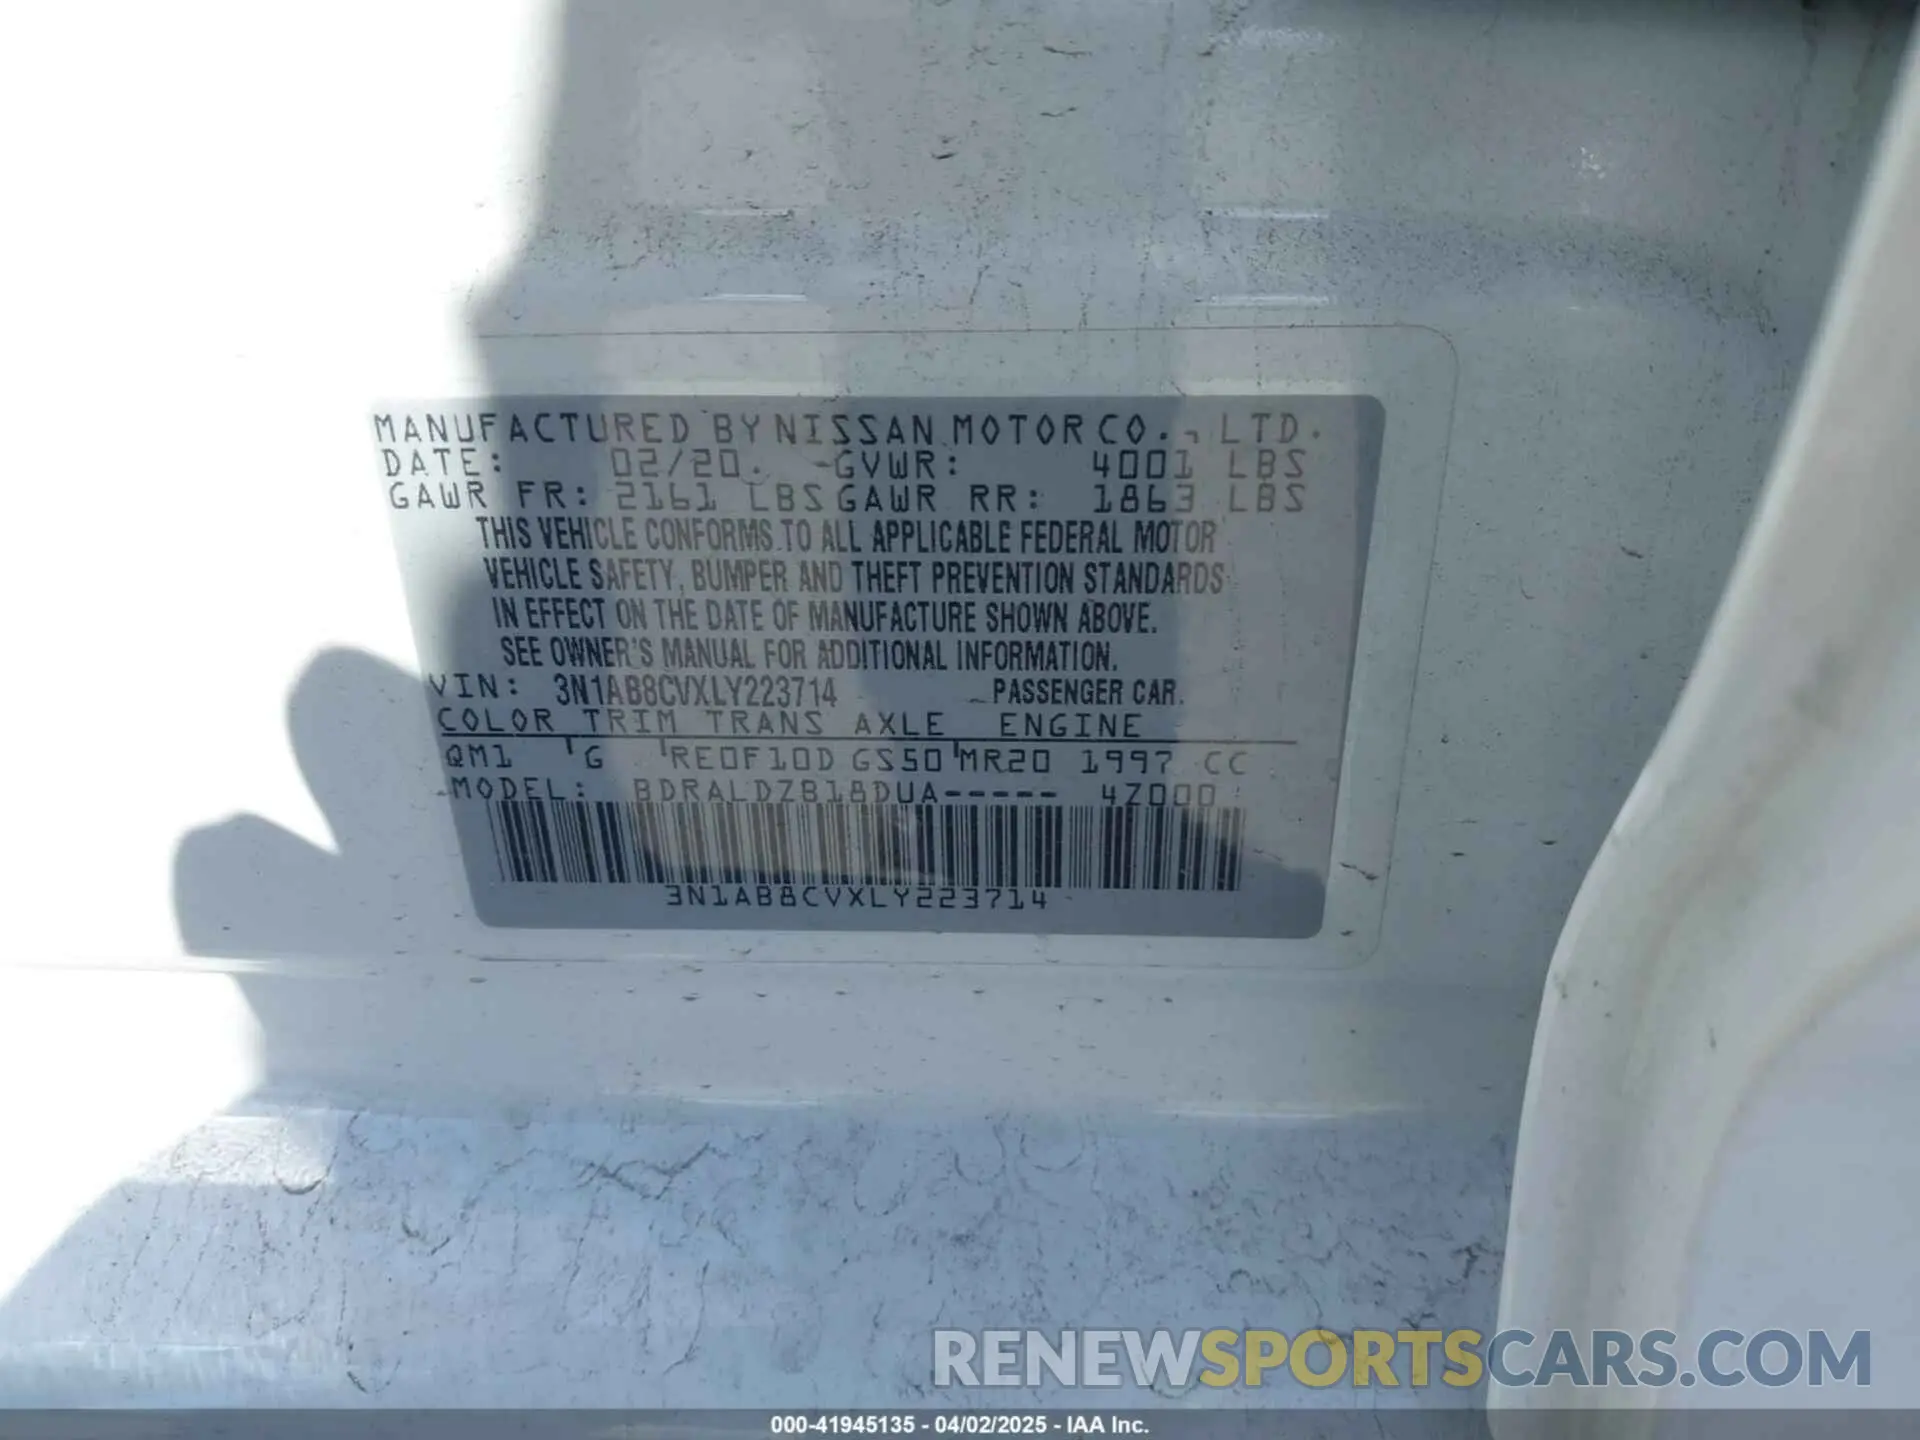 MANUFACTURED BY NISSAN MOTOR CO., LTD.
DATE: 02/20 GVWR: 4001 LBS
GAWR FR: 2161 LBS GAWR RR: 1863 LBS
THIS VEHICLE CONFORMS TO ALL APPLICABLE FEDERAL MOTOR
VEHICLE SAFETY, BUMPER AND THEFT PREVENTION STANDARDS
IN EFFECT ON THE DATE OF MANUFACTURE SHOWN ABOVE.
SEE OWNER'S MANUAL FOR ADDITIONAL INFORMATION.
VIN: 3N1AB8CVXLY223714 PASSENGER CAR.
COLOR TRIM TRANS AXLE ENGINE
QM1 G RE0F10D GS50 MR20 1997 CC
MODEL: BDRALDZB18DUA----- 4Z000
3N1AB8CVXLY223714
RENEWSPORTSCARS.COM
000-41945135 - 04/02/2025 - IAA Inc.